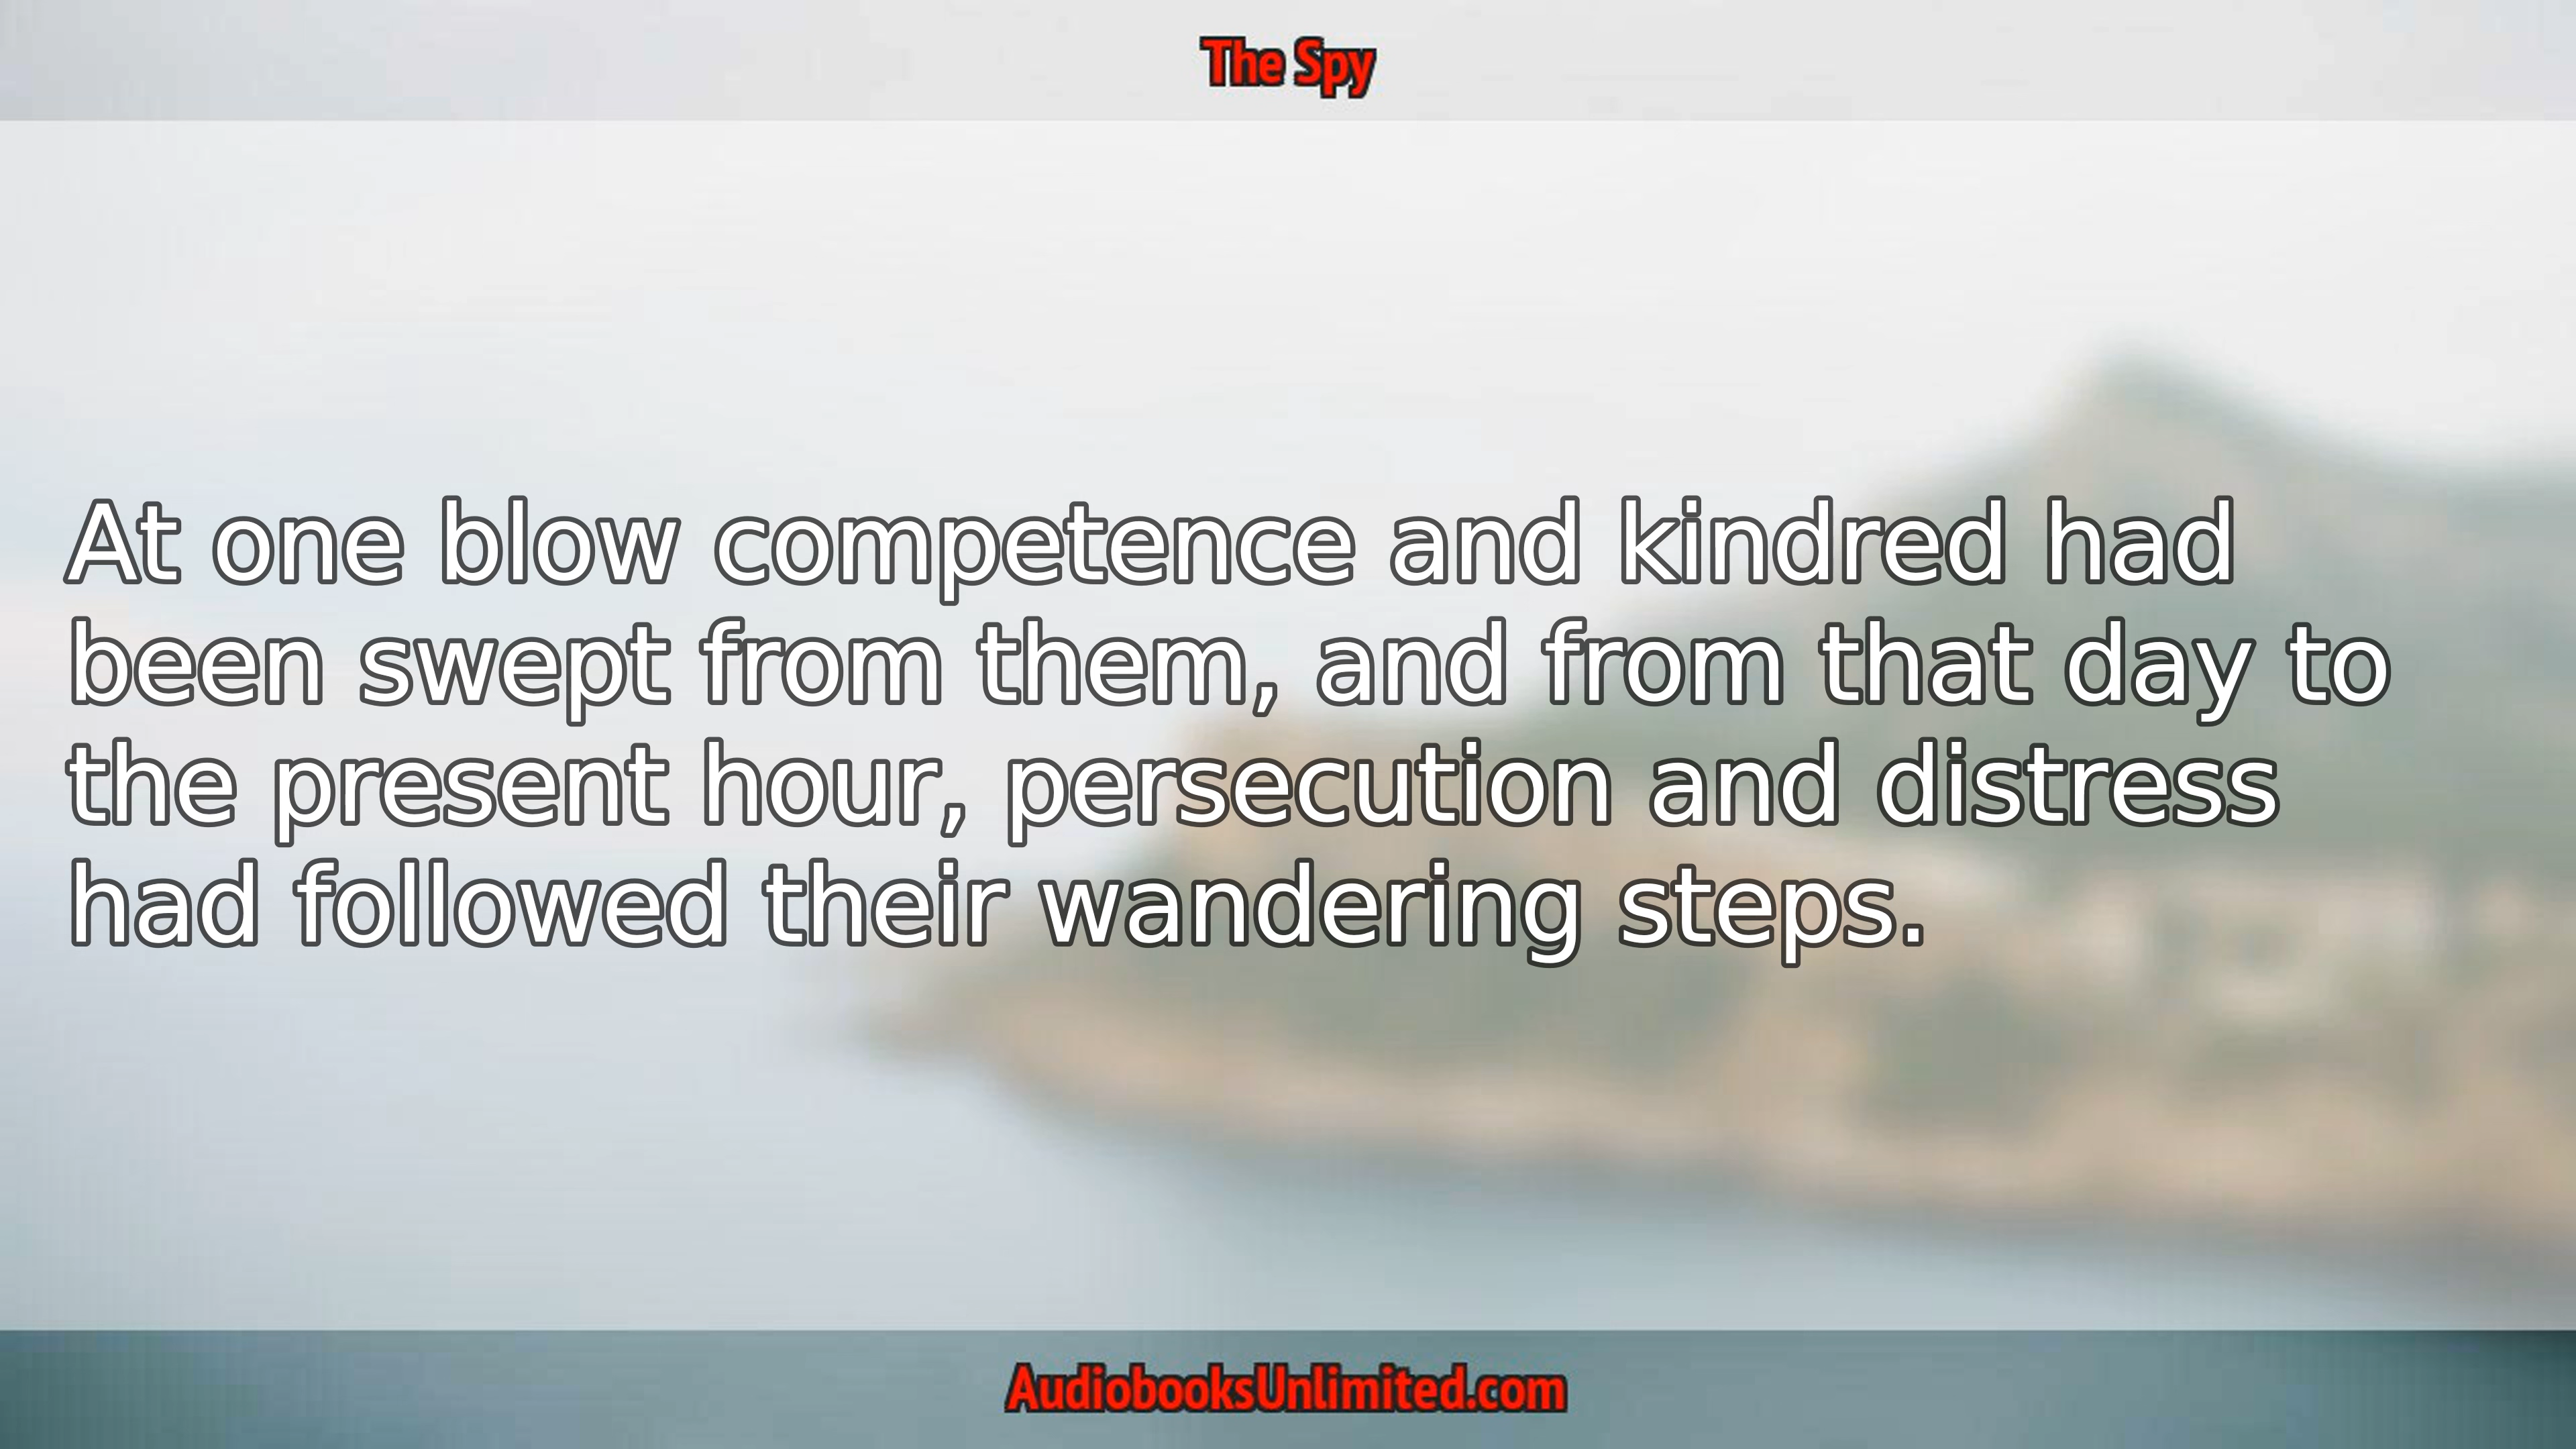 The Spy
At one blow competence and kindred had
been swept from them, and from that day to
the present hour, persecution and distress
had followed their wandering steps.
AudiobooksUnlimited.com